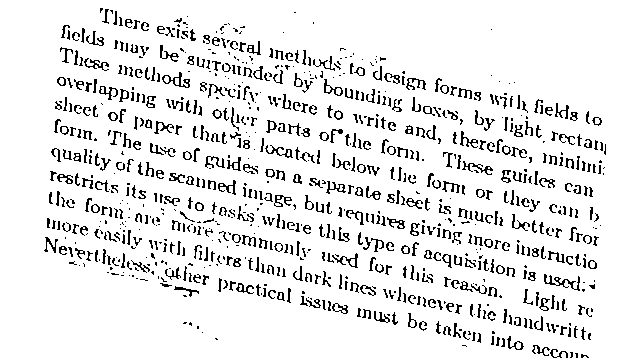 There exist several methods to design forms with fields to
fields may be surrounded by bounding boxes, by light rectang
These methods specify where to write and, therefore, minimi
overlapping with other parts of the form. These guides can
sheet of paper that is located below the form or they can b
form. The use of guides on a separate sheet is much better from
quality of the scanned image, but requires giving more instructio
restricts its use to tasks where this type of acquisition is used.
the form are more commonly used for this reason. Light re
more easily with filters than dark lines whenever the handwritte
Nevertheless, other practical issues must be taken into accoun